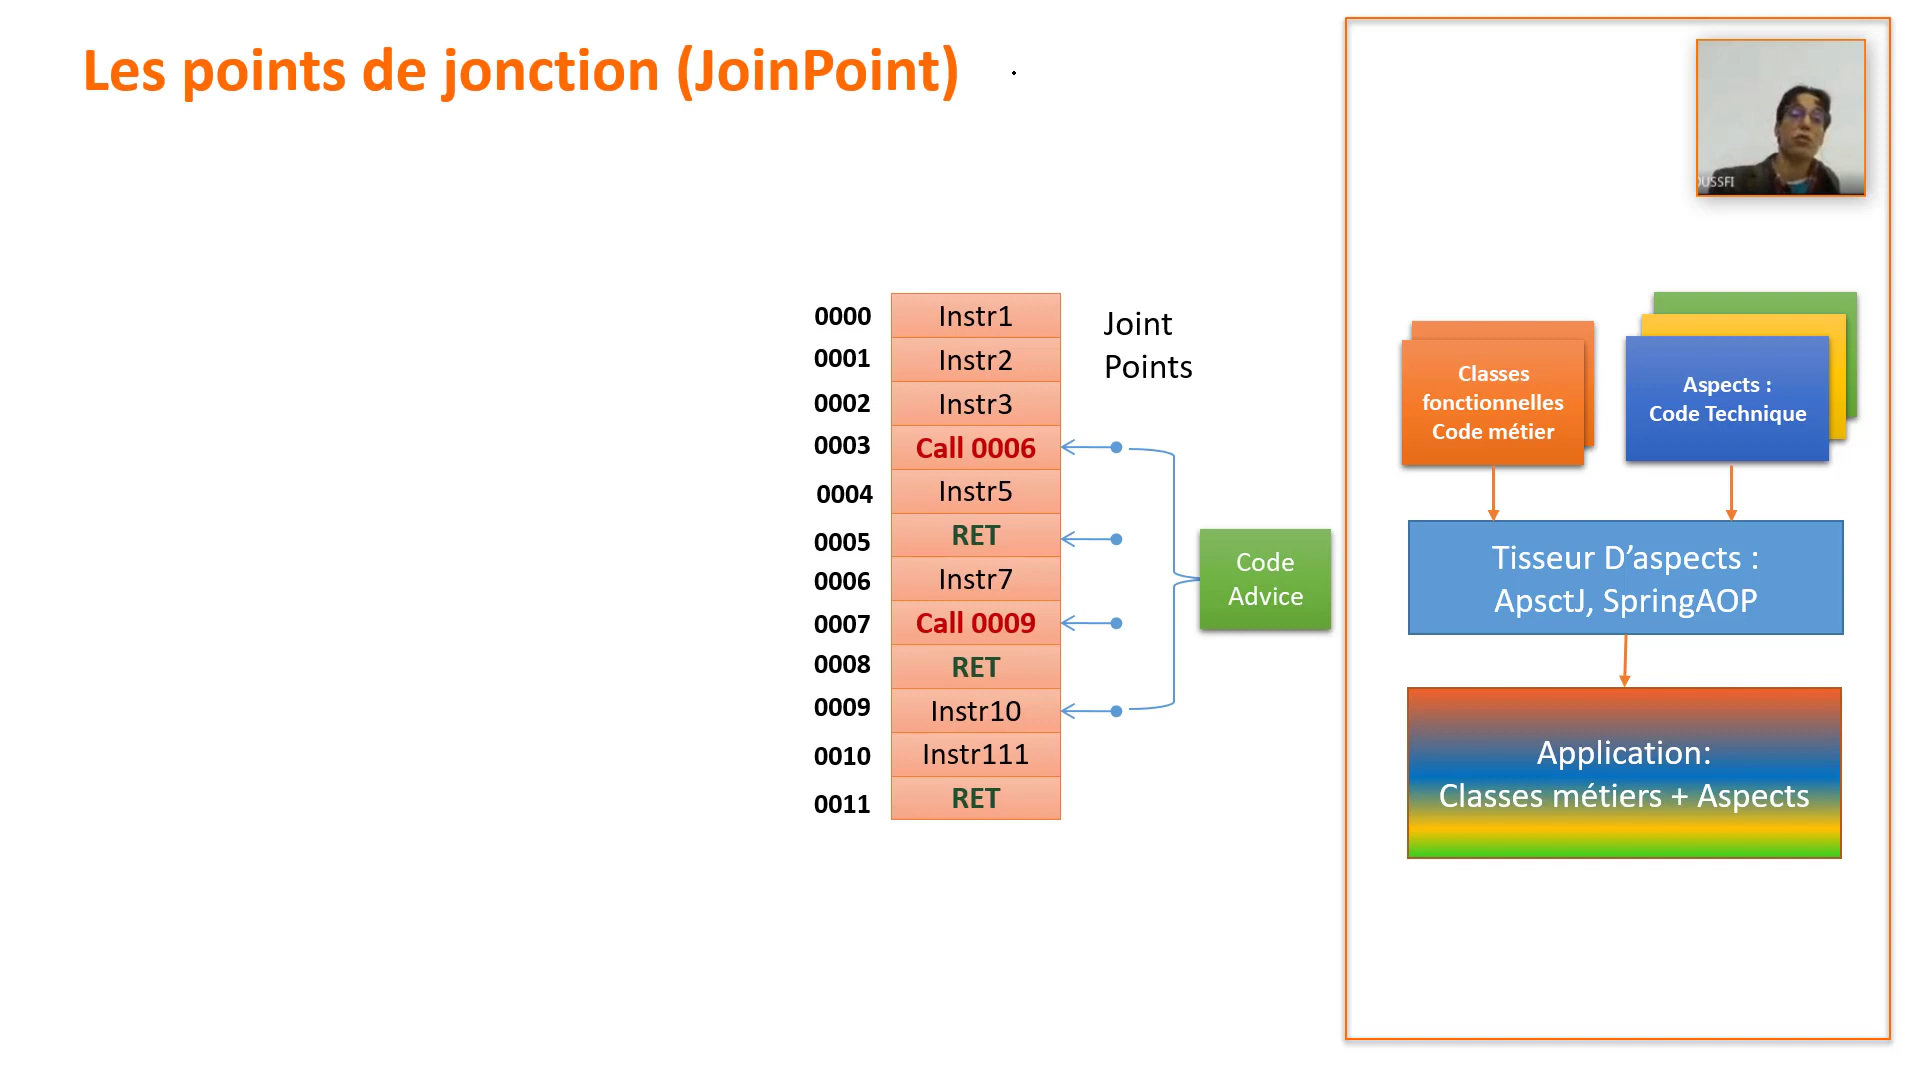 Les points de jonction (JoinPoint)
0000 Instr1
0001 Instr2
0002 Instr3
0003 Call 0006
0004 Instr5
0005 RET
0006 Instr7
0007 Call 0009
0008 RET
0009 Instr10
0010 Instr111
0011 RET
Joint
Points
Code
Advice
OUSSFI
Classes
fonctionnelles
Code métier
Aspects :
Code Technique
Tisseur D’aspects :
ApsctJ, SpringAOP
Application:
Classes métiers + Aspects